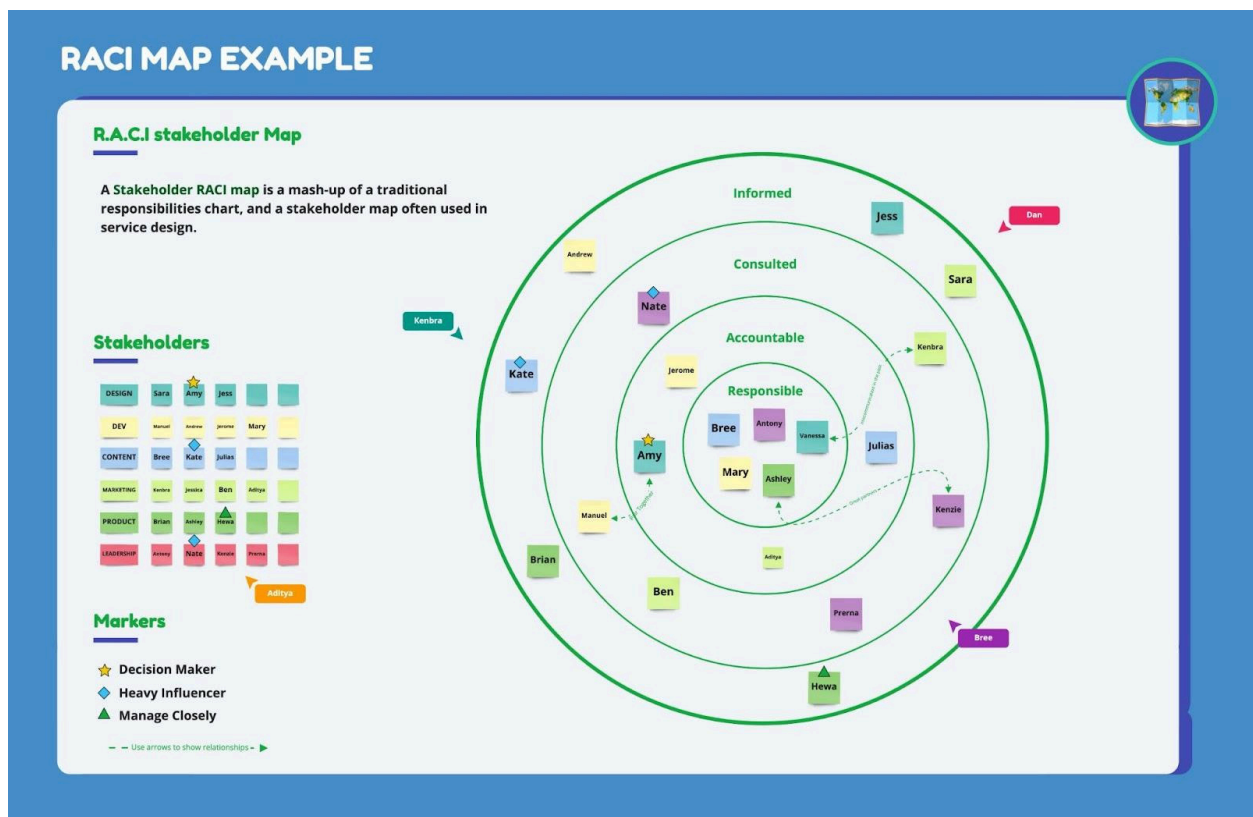 RACI MAP EXAMPLE
R.A.C.I stakeholder Map
A Stakeholder RACI map is a mash-up of a traditional
responsibilities chart, and a stakeholder map often used in
service design.
Stakeholders
DESIGN Sara Amy Jess
DEV Manuel Andrew Jerome Mary
CONTENT Bree Kate Julias
MARKETING Kenbra Jessica Ben Aditya
PRODUCT Brian Ashley Hewa
LEADERSHIP Antony Nate Kenzie Prerna
Aditya
Markers
Decision Maker
Heavy Influencer
Manage Closely
Use arrows to show relationships
Informed
Jess
Dan
Andrew
Consulted
Sara
Nate
Kenbra
Accountable
Kenbra
Kate
Jerome
Responsible
Bree
Antony
Vanessa
Julias
Amy
Mary
Ashley
Great partners
Together
Manuel
Kenzie
Brian
Aditya
Ben
Prerna
Bree
Hewa